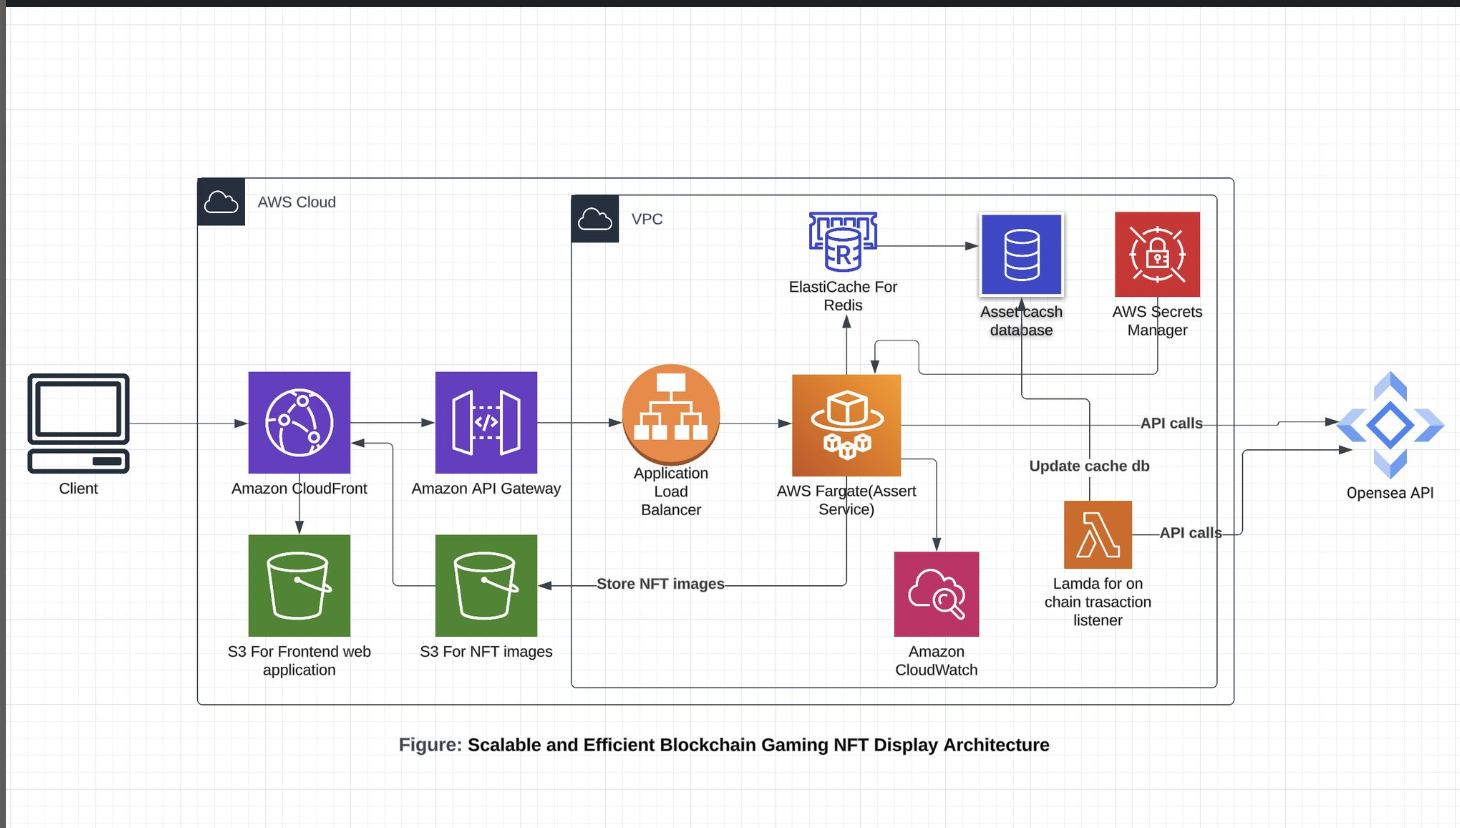 AWS Cloud
VPC
R
ElastiCache For
Redis
Asset cacsh
database
AWS Secrets
Manager
Client
Amazon CloudFront
</>
Amazon API Gateway
Application
Load
Balancer
AWS Fargate(Assert
Service)
API calls
Update cache db
Opensea API
API calls
Lamda for on
chain trasaction
listener
Store NFT images
S3 For Frontend web
application
S3 For NFT images
Amazon
CloudWatch
Figure: Scalable and Efficient Blockchain Gaming NFT Display Architecture